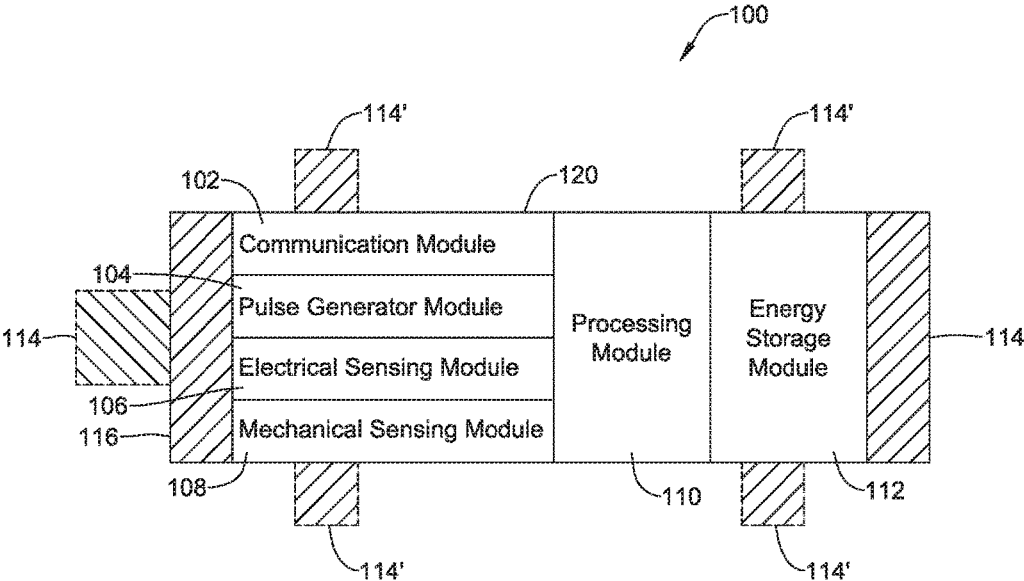 100
114'
114'
102
120
Communication Module
104
Pulse Generator Module
Processing
Module
Energy
Storage
Module
114
114
Electrical Sensing Module
106
116
Mechanical Sensing Module
108
110
112
114'
114'